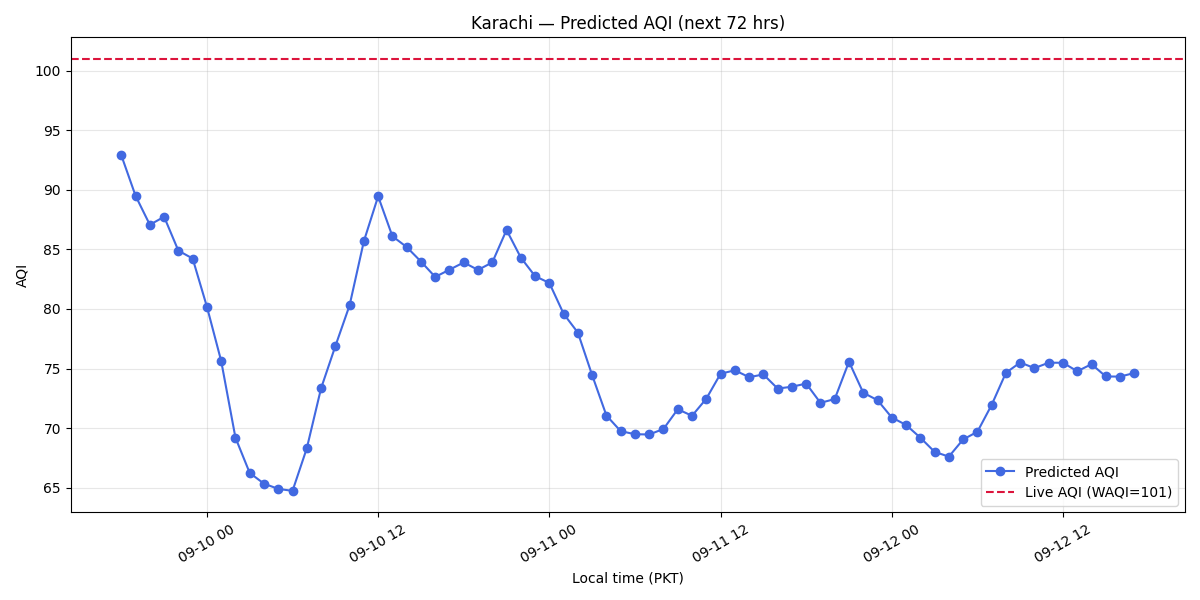 Karachi — Predicted AQI (next 72 hrs)
AQI
100
95
90
85
80
75
70
65
Predicted AQI
Live AQI (WAQI=101)
09-10 00
09-10 12
09-11 00
09-11 12
09-12 00
09-12 12
Local time (PKT)